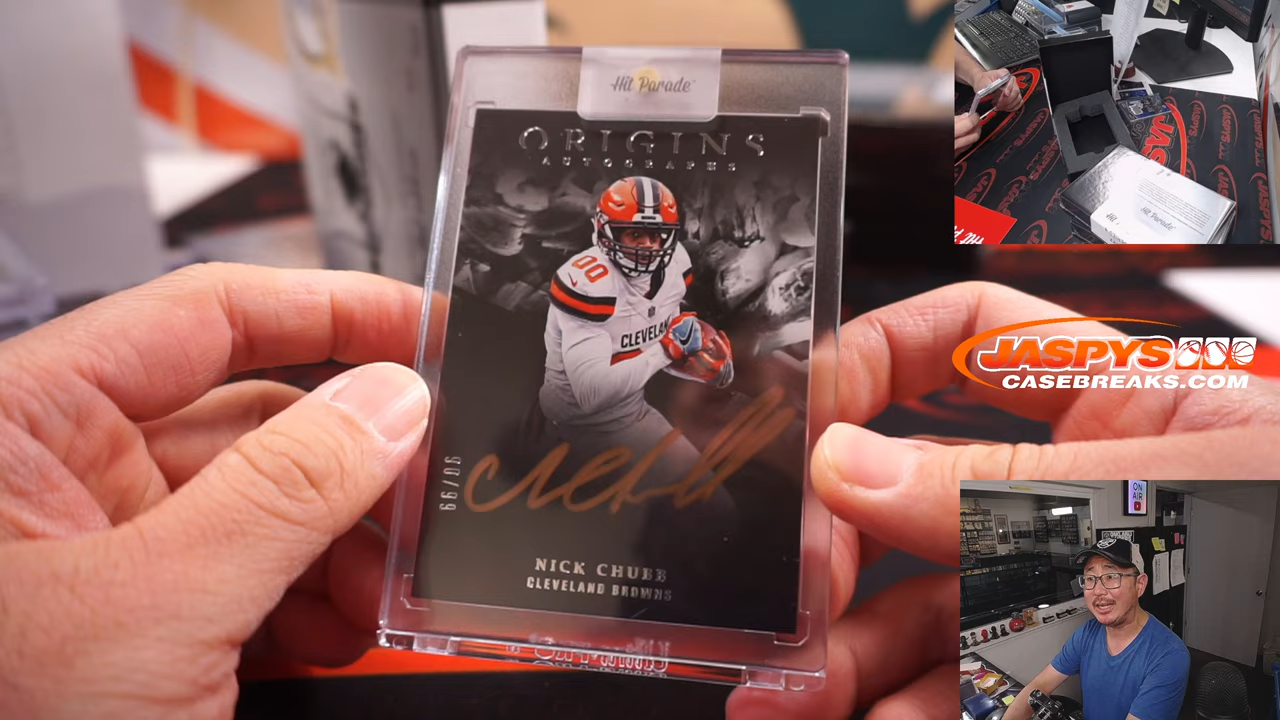 Hit Parade
ORIGINS
AUTOGRAPHS
00
CLEVELAND
90/99
NICK CHUBB
CLEVELAND BROWNS
JASPYS
CASEBREAKS.COM
ON
AIR
Hit Parade